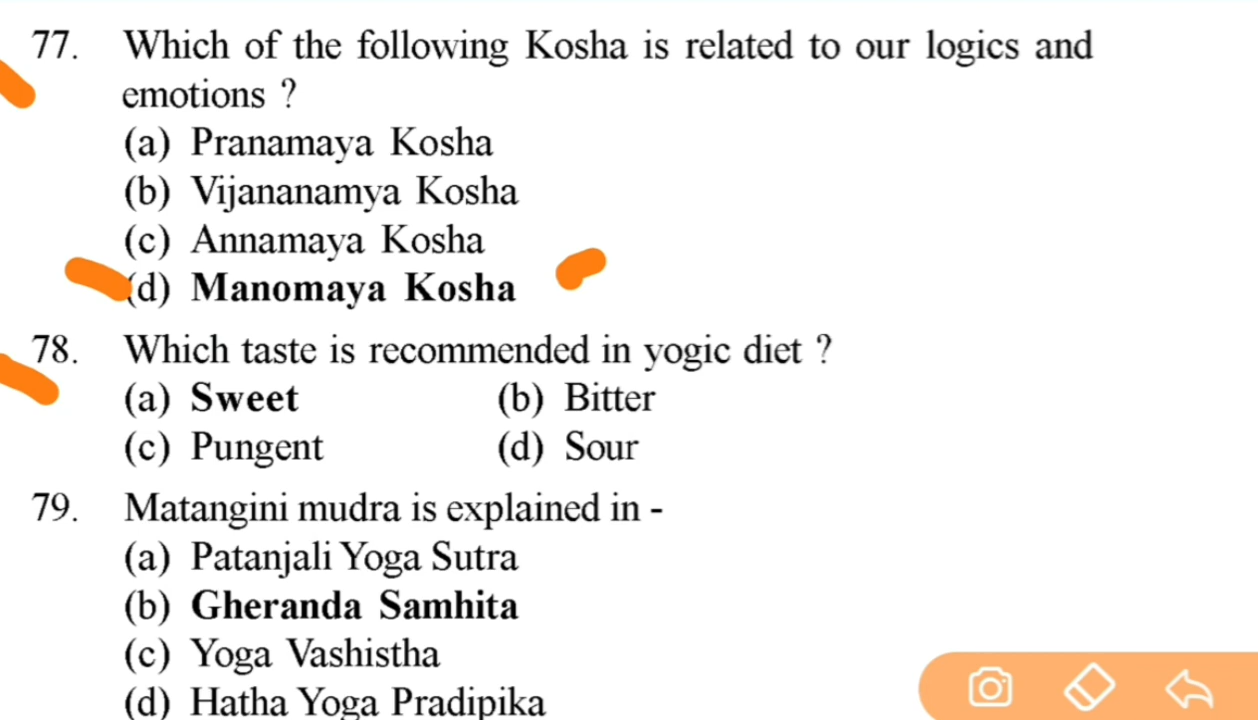 77. Which of the following Kosha is related to our logics and
emotions ?
(a) Pranamaya Kosha
(b) Vijananamya Kosha
(c) Annamaya Kosha
(d) Manomaya Kosha
78. Which taste is recommended in yogic diet ?
(a) Sweet (b) Bitter
(c) Pungent (d) Sour
79. Matangini mudra is explained in -
(a) Patanjali Yoga Sutra
(b) Gheranda Samhita
(c) Yoga Vashistha
(d) Hatha Yoga Pradipika